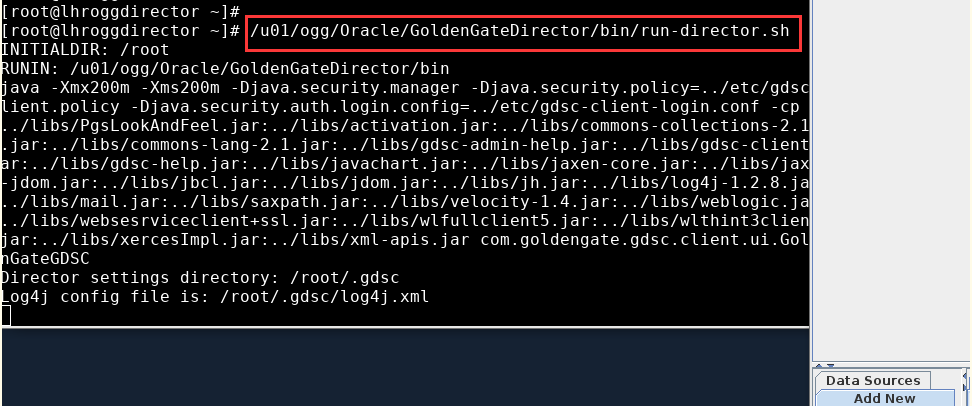 [root@lhroggdirector ~]#
[root@lhroggdirector ~]# /u01/ogg/Oracle/GoldenGateDirector/bin/run-director.sh
INITIALDIR: /root
RUNIN: /u01/ogg/Oracle/GoldenGateDirector/bin
java -Xmx200m -Xms200m -Djava.security.manager -Djava.security.policy=../etc/gdsc
lient.policy -Djava.security.auth.login.config=../etc/gdsc-client-login.conf -cp
../libs/PgsLookAndFeel.jar:../libs/activation.jar:../libs/commons-collections-2.1
.jar:../libs/commons-lang-2.1.jar:../libs/gdsc-admin-help.jar:../libs/gdsc-client
ar:../libs/gdsc-help.jar:../libs/javachart.jar:../libs/jaxen-core.jar:../libs/jax
-jdom.jar:../libs/jbcl.jar:../libs/jdom.jar:../libs/jh.jar:../libs/log4j-1.2.8.ja
../libs/mail.jar:../libs/saxpath.jar:../libs/velocity-1.4.jar:../libs/weblogic.ja
../libs/websesrviceclient+ssl.jar:../libs/wlfullclient5.jar:../libs/wlthint3clien
jar:../libs/xercesImpl.jar:../libs/xml-apis.jar com.goldengate.gdsc.client.ui.Gol
nGateGDSC
Director settings directory: /root/.gdsc
Log4j config file is: /root/.gdsc/log4j.xml
Data Sources
Add New